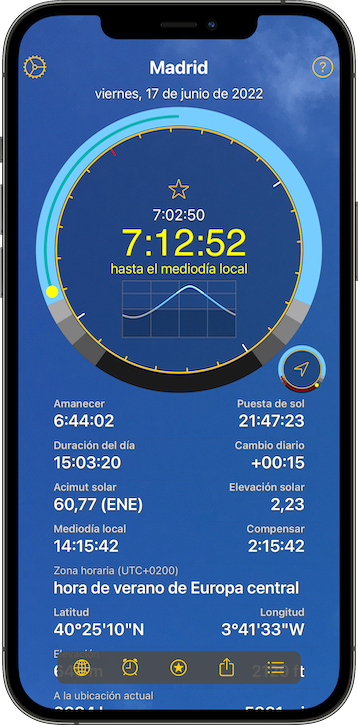 Madrid
viernes, 17 de junio de 2022
7:02:50
7:12:52
hasta el mediodía local
Amanecer Puesta de sol
6:44:02 21:47:23
Duración del día Cambio diario
15:03:20 +00:15
Acimut solar Elevación solar
60,77 (ENE) 2,23
Mediodía local Compensar
14:15:42 2:15:42
Zona horaria (UTC+0200)
hora de verano de Europa central
Latitud Longitud
40°25'10"N 3°41'33"W
A la ubicación actual